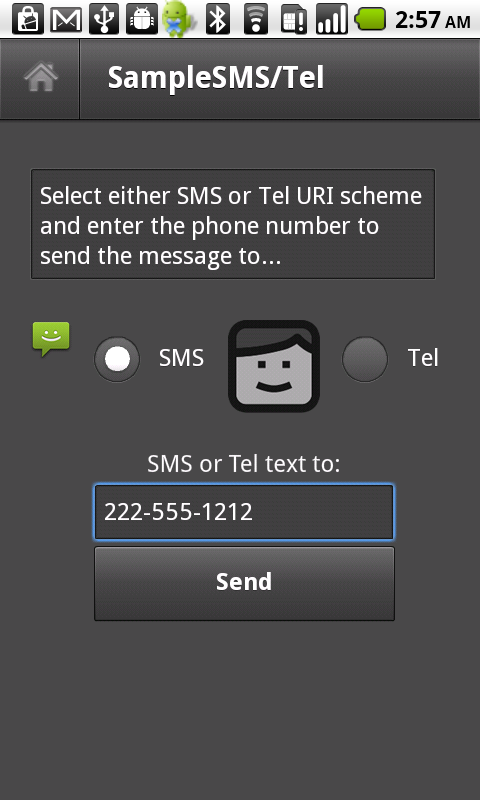 2:57 AM
SampleSMS/Tel
Select either SMS or Tel URI scheme
and enter the phone number to
send the message to...
SMS
Tel
SMS or Tel text to:
222-555-1212
Send